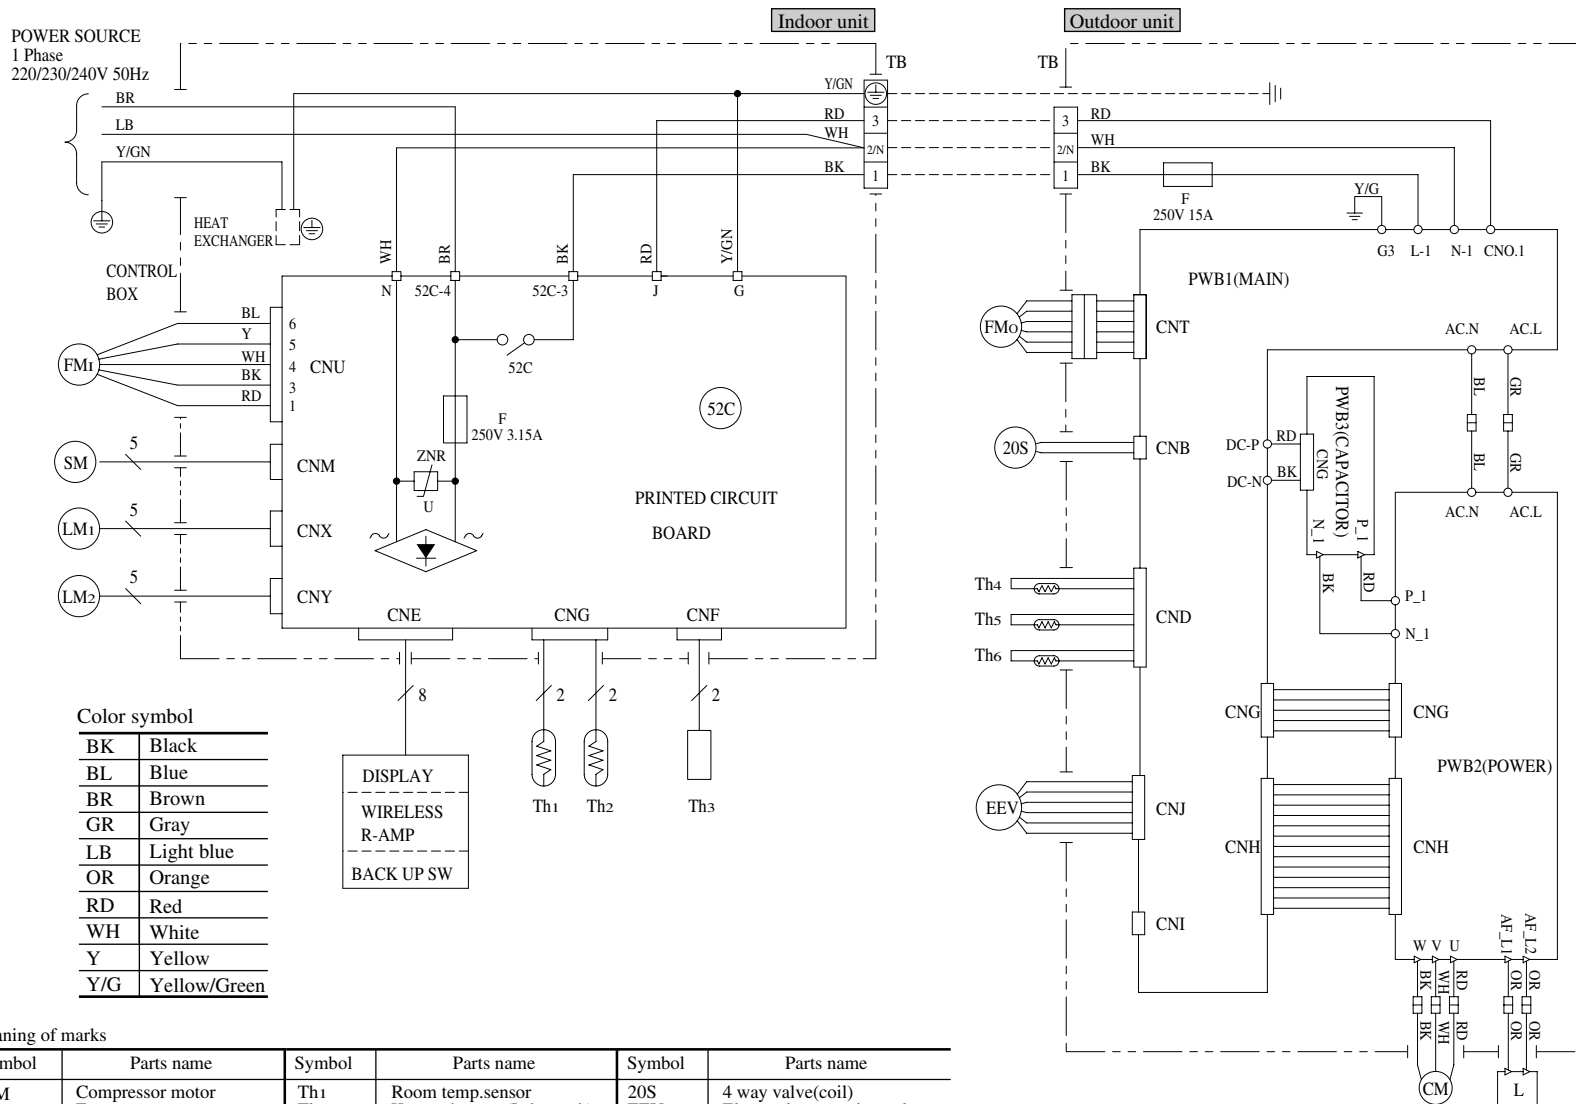 Indoor unit
Outdoor unit
POWER SOURCE
1 Phase
220/230/240V 50Hz
TB
TB
BR
LB
Y/GN
Y/GN
RD
WH
BK
3
2/N
1
3
2/N
1
RD
WH
BK
F
250V 15A
Y/G
G3
L-1
N-1
CNO.1
HEAT
EXCHANGER
CONTROL
BOX
WH
BR
BK
RD
Y/GN
N
52C-4
52C-3
J
G
PWB1(MAIN)
BL
Y
WH
BK
RD
6
5
4
3
1
CNU
FM1
52C
52C
F
250V 3.15A
ZNR
U
PRINTED CIRCUIT
BOARD
SM
5
CNM
LM1
5
CNX
LM2
5
CNY
CNE
CNG
CNF
8
2
2
2
DISPLAY
WIRELESS
R-AMP
BACK UP SW
Th1
Th2
Th3
FMo
CNT
20S
CNB
Th4
Th5
Th6
CND
EEV
CNJ
CNI
AC.N
AC.L
BL
GR
BL
GR
AC.N
AC.L
DC-P
RD
DC-N
BK
CNG
PWB3(CAPACITOR)
N_1
P_1
BK
RD
P_1
N_1
CNG
CNG
PWB2(POWER)
CNH
CNH
W
V
U
AF_L1
AF_L2
BK
WH
RD
OR
OR
BK
WH
RD
OR
OR
CM
L
Color symbol
BK Black
BL Blue
BR Brown
GR Gray
LB Light blue
OR Orange
RD Red
WH White
Y Yellow
Y/G Yellow/Green
of marks
Parts name Symbol Parts name Symbol Parts name
Compressor motor Th1 Room temp.sensor 20S 4 way valve(coil)